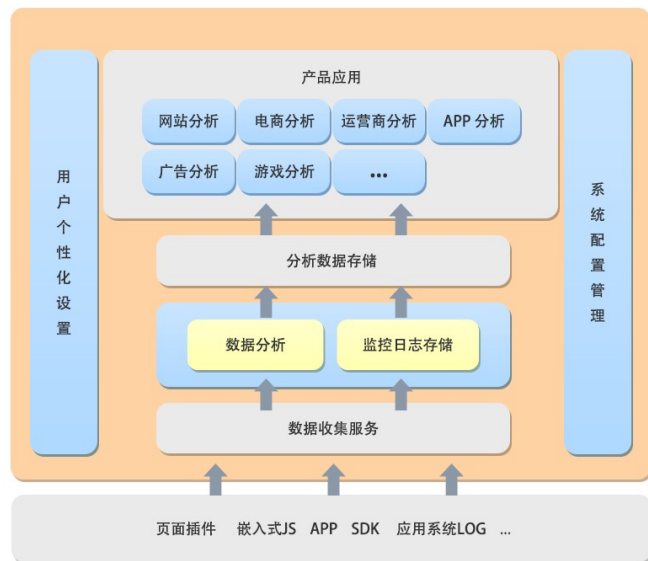 产品应用
网站分析 电商分析 运营商分析 APP 分析
广告分析 游戏分析 ...
用户个性化设置
系统配置管理
分析数据存储
数据分析 监控日志存储
数据收集服务
页面插件 嵌入式JS APP SDK 应用系统LOG ...